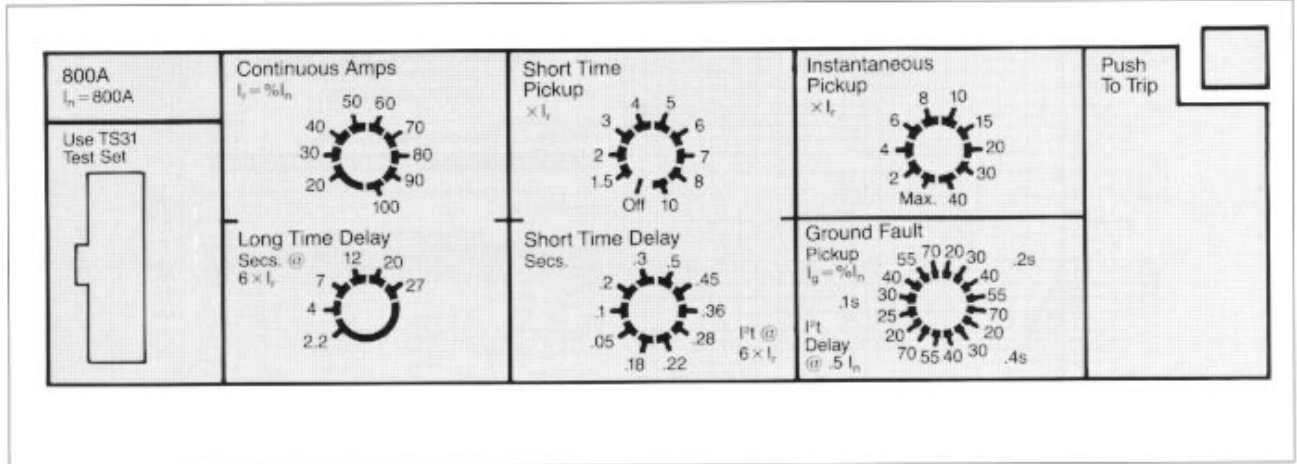 800A
Iₙ = 800A
Use TS31
Test Set
Continuous Amps
Iᵣ = %Iₙ
20 30 40 50 60 70 80 90 100
Long Time Delay
Secs. @
6 × Iᵣ
2.2 4 7 12 20 27
Short Time
Pickup
× Iᵣ
Off 1.5 2 3 4 5 6 7 8 10
Short Time Delay
Secs.
.05 .1 .2 .3 .5 .45 .36 .28 .22 .18
I²t @
6 × Iᵣ
Instantaneous
Pickup
× Iᵣ
2 4 6 8 10 15 20 30 40 Max.
Ground Fault
Pickup
I₉ = %Iₙ
.1s
20 25 30 40 55 70
.2s
20 30 40 55 70
.4s
20 30 40 55 70
I²t
Delay
@ .5 Iₙ
Push
To Trip